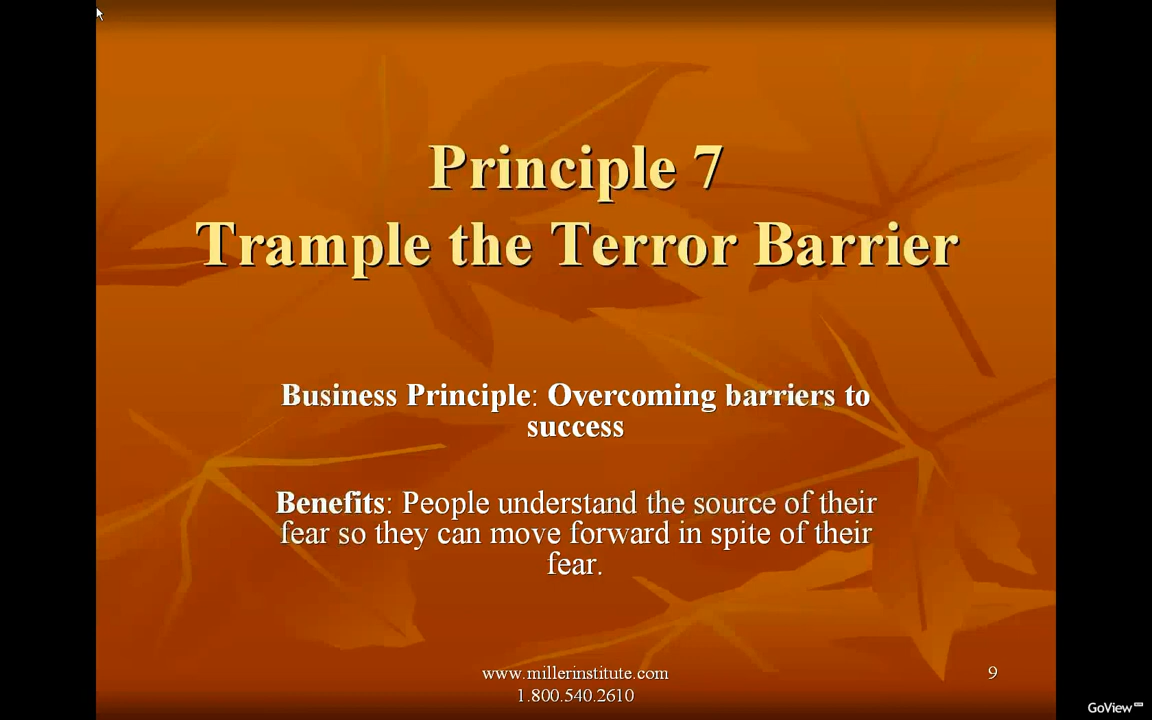 Principle 7
Trample the Terror Barrier
Business Principle: Overcoming barriers to
success
Benefits: People understand the source of their
fear so they can move forward in spite of their
fear.
www.millerinstitute.com
1.800.540.2610
9
GoView